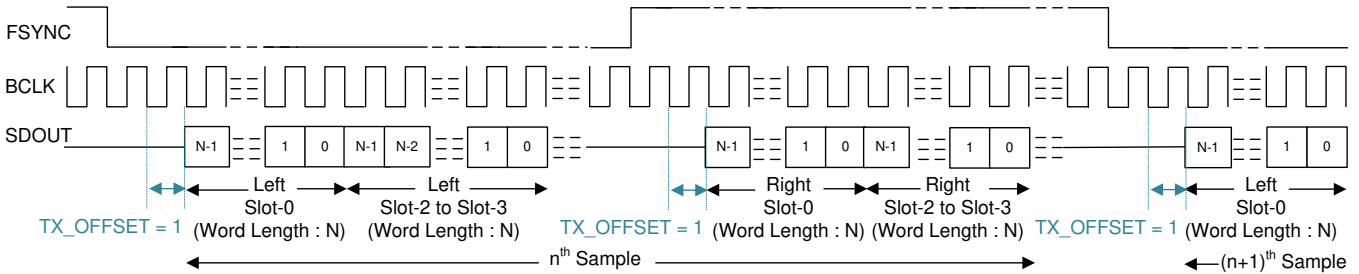 FSYNC
BCLK
SDOUT
N-1 1 0 N-1 N-2 1 0 N-1 1 0 N-1 1 0 N-1 1 0
Left Left Right Right Left
Slot-0 Slot-2 to Slot-3 Slot-0 Slot-2 to Slot-3 Slot-0
TX_OFFSET = 1 (Word Length : N) (Word Length : N) TX_OFFSET = 1 (Word Length : N) (Word Length : N) TX_OFFSET = 1 (Word Length : N)
nth Sample (n+1)th Sample